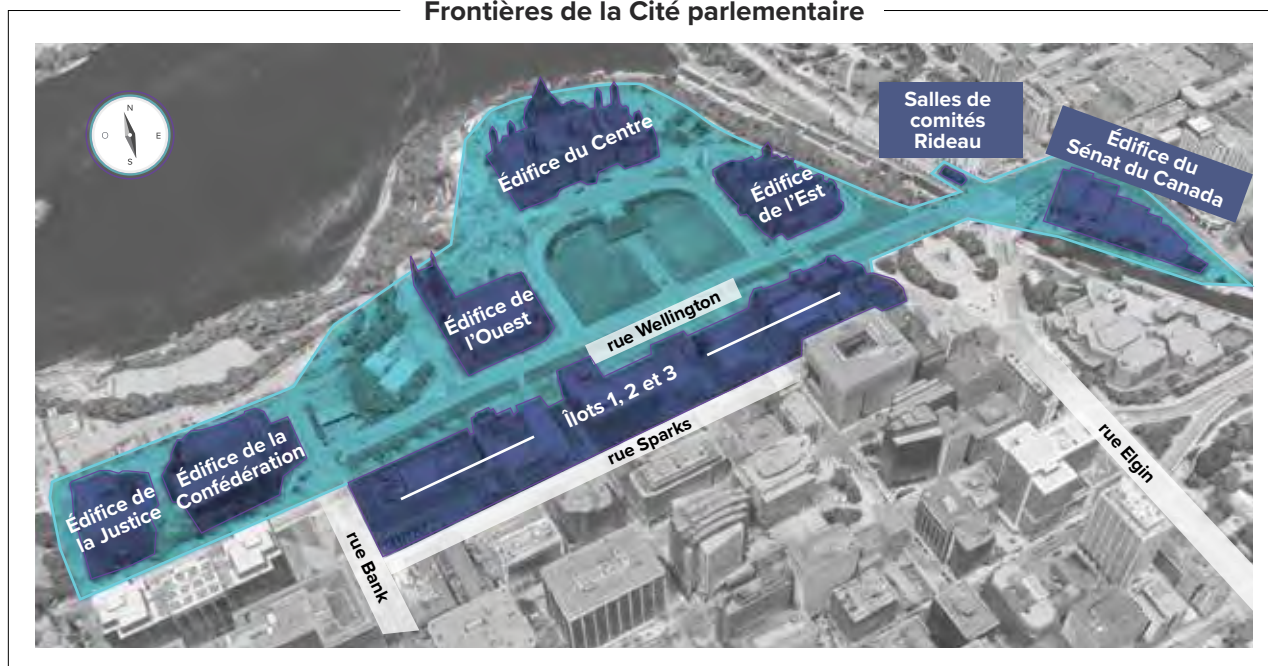 Frontières de la Cité parlementaire
N
O
E
S
Salles de
comités
Rideau
Édifice du
Sénat du Canada
Édifice du Centre
Édifice
de l'Est
Édifice de
l'Ouest
rue Wellington
Îlots 1, 2 et 3
rue Sparks
rue Elgin
Édifice de la
Confédération
Édifice de
la Justice
rue Bank